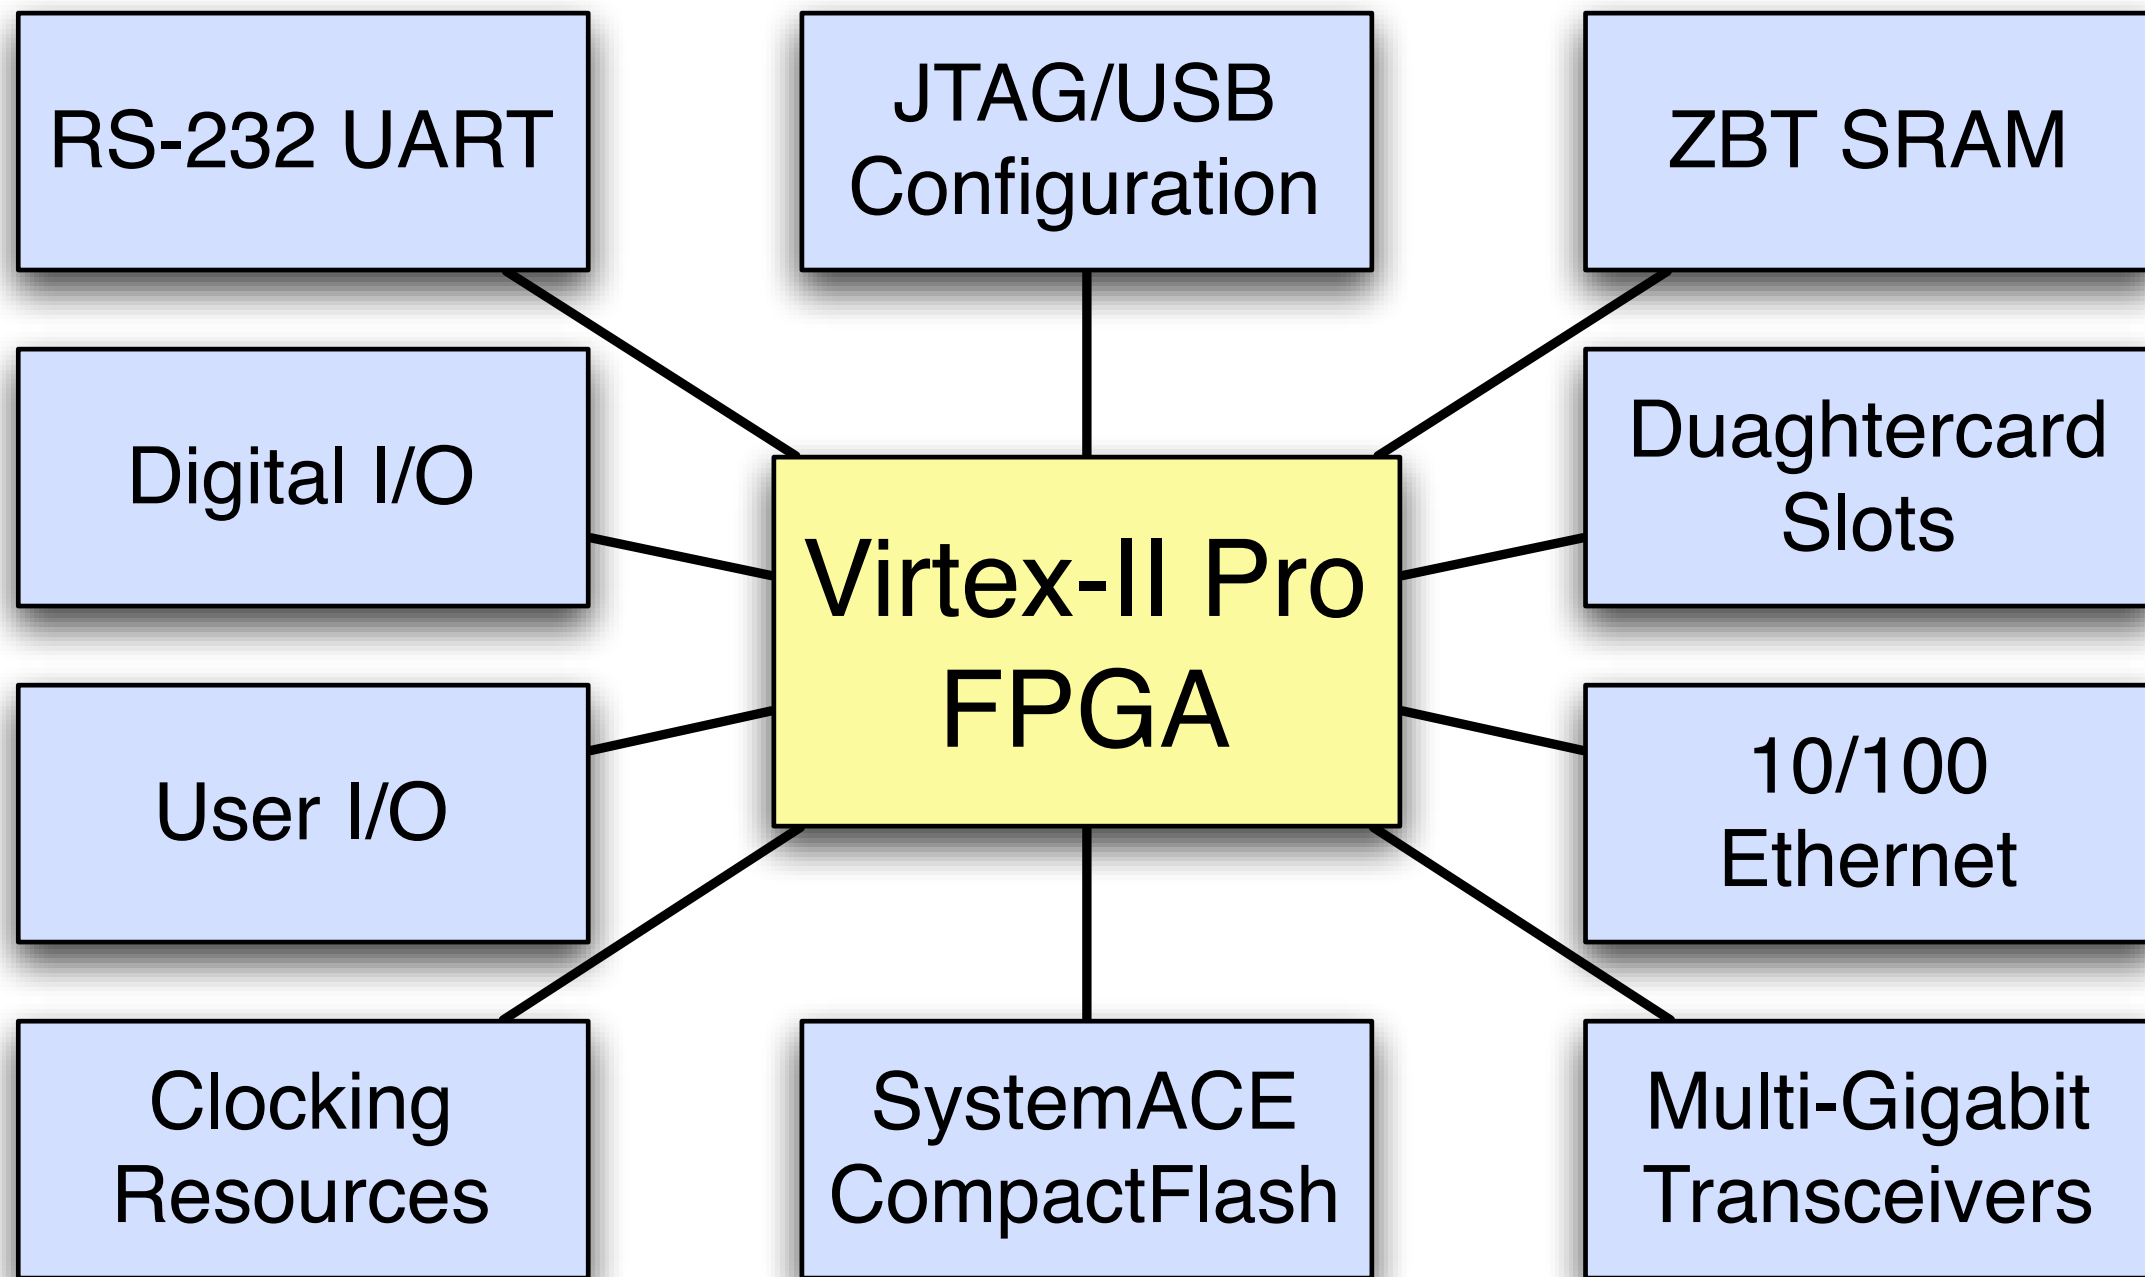 RS-232 UART
JTAG/USB
Configuration
ZBT SRAM
Digital I/O
Duaghtercard
Slots
Virtex-II Pro
FPGA
User I/O
10/100
Ethernet
Clocking
Resources
SystemACE
CompactFlash
Multi-Gigabit
Transceivers